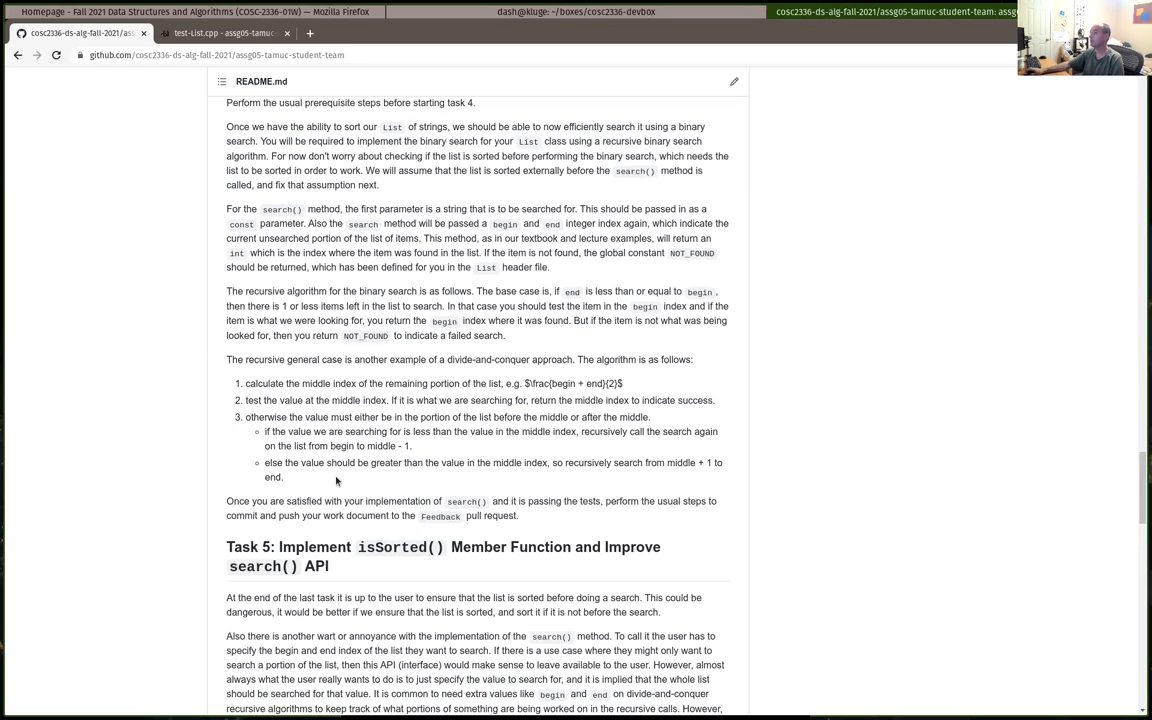 Homepage - Fall 2021 Data Structures and Algorithms (COSC-2336-01W) — Mozilla Firefox
dash@kluge: ~/boxes/cosc2336-devbox
cosc2336-ds-alg-fall-2021/assg05-tamuc-student-team: assg
cosc2336-ds-alg-fall-2021/ass
test-List.cpp - assg05-tamuc-
github.com/cosc2336-ds-alg-fall-2021/assg05-tamuc-student-team
README.md
Perform the usual prerequisite steps before starting task 4.
Once we have the ability to sort our List of strings, we should be able to now efficiently search it using a binary
search. You will be required to implement the binary search for your List class using a recursive binary search
algorithm. For now don't worry about checking if the list is sorted before performing the binary search, which needs the
list to be sorted in order to work. We will assume that the list is sorted externally before the search() method is
called, and fix that assumption next.
For the search() method, the first parameter is a string that is to be searched for. This should be passed in as a
const parameter. Also the search method will be passed a begin and end integer index again, which indicate the
current unsearched portion of the list of items. This method, as in our textbook and lecture examples, will return an
int which is the index where the item was found in the list. If the item is not found, the global constant NOT_FOUND
should be returned, which has been defined for you in the List header file.
The recursive algorithm for the binary search is as follows. The base case is, if end is less than or equal to begin,
then there is 1 or less items left in the list to search. In that case you should test the item in the begin index and if the
item is what we were looking for, you return the begin index where it was found. But if the item is not what was being
looked for, then you return NOT_FOUND to indicate a failed search.
The recursive general case is another example of a divide-and-conquer approach. The algorithm is as follows:
1. calculate the middle index of the remaining portion of the list, e.g. $\frac{begin + end}{2}$
2. test the value at the middle index. If it is what we are searching for, return the middle index to indicate success.
3. otherwise the value must either be in the portion of the list before the middle or after the middle.
◦ if the value we are searching for is less than the value in the middle index, recursively call the search again
on the list from begin to middle - 1.
◦ else the value should be greater than the value in the middle index, so recursively search from middle + 1 to
end.
Once you are satisfied with your implementation of search() and it is passing the tests, perform the usual steps to
commit and push your work document to the Feedback pull request.
Task 5: Implement isSorted() Member Function and Improve
search() API
At the end of the last task it is up to the user to ensure that the list is sorted before doing a search. This could be
dangerous, it would be better if we ensure that the list is sorted, and sort it if it is not before the search.
Also there is another wart or annoyance with the implementation of the search() method. To call it the user has to
specify the begin and end index of the list they want to search. If there is a use case where they might only want to
search a portion of the list, then this API (interface) would make sense to leave available to the user. However, almost
always what the user really wants to do is to just specify the value to search for, and it is implied that the whole list
should be searched for that value. It is common to need extra values like begin and end on divide-and-conquer
recursive algorithms to keep track of what portions of something are being worked on in the recursive calls. However,